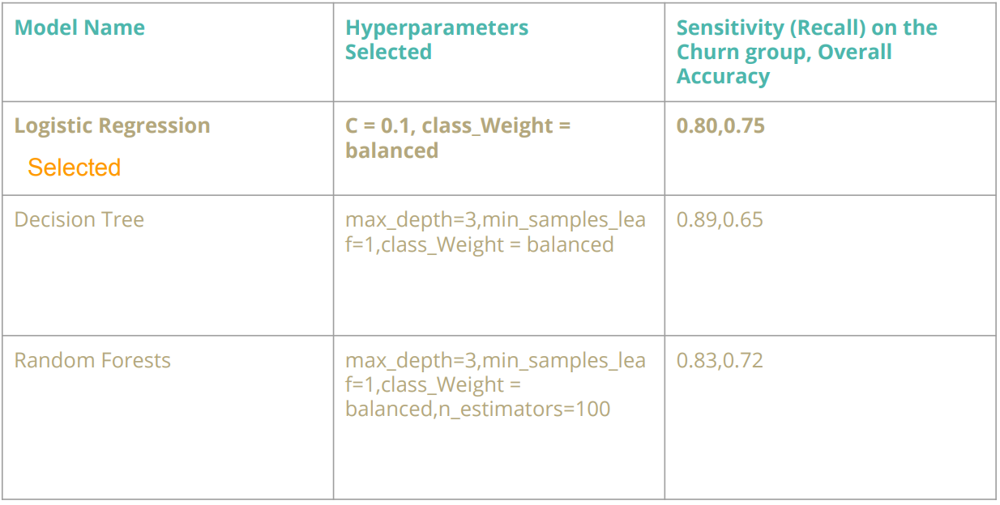 Model Name
Hyperparameters
Selected
Sensitivity (Recall) on the
Churn group, Overall
Accuracy
Logistic Regression
Selected
C = 0.1, class_Weight =
balanced
0.80,0.75
Decision Tree
max_depth=3,min_samples_lea
f=1,class_Weight = balanced
0.89,0.65
Random Forests
max_depth=3,min_samples_lea
f=1,class_Weight =
balanced,n_estimators=100
0.83,0.72